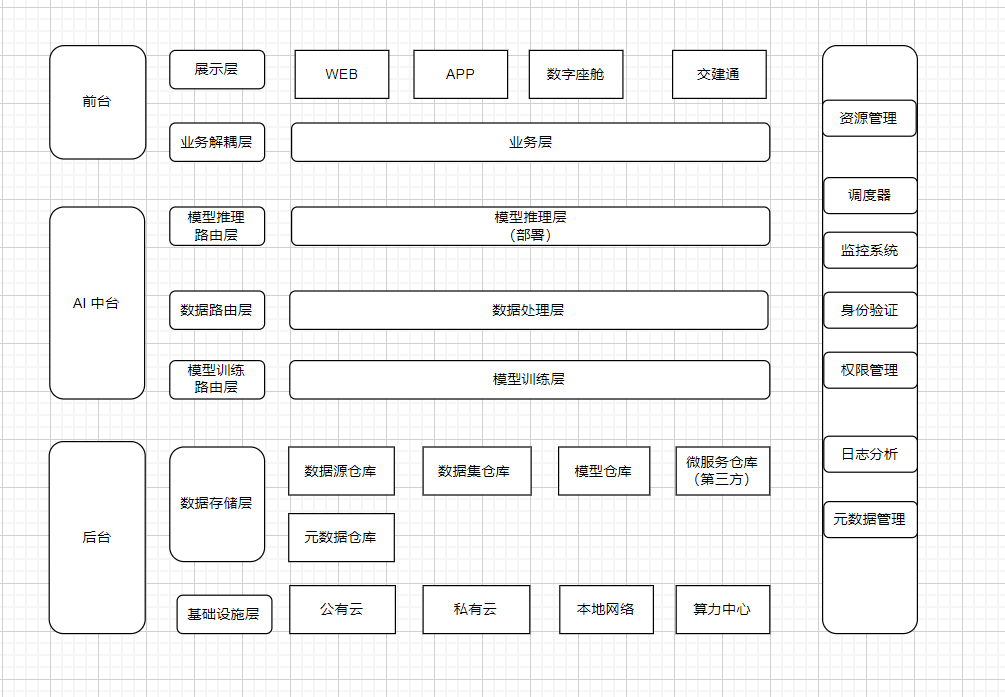 前台
展示层
WEB
APP
数字座舱
交建通
业务解耦层
业务层
AI 中台
模型推理
路由层
模型推理层
（部署）
数据路由层
数据处理层
模型训练
路由层
模型训练层
后台
数据存储层
数据源仓库
数据集仓库
模型仓库
微服务仓库
（第三方）
元数据仓库
基础设施层
公有云
私有云
本地网络
算力中心
资源管理
调度器
监控系统
身份验证
权限管理
日志分析
元数据管理